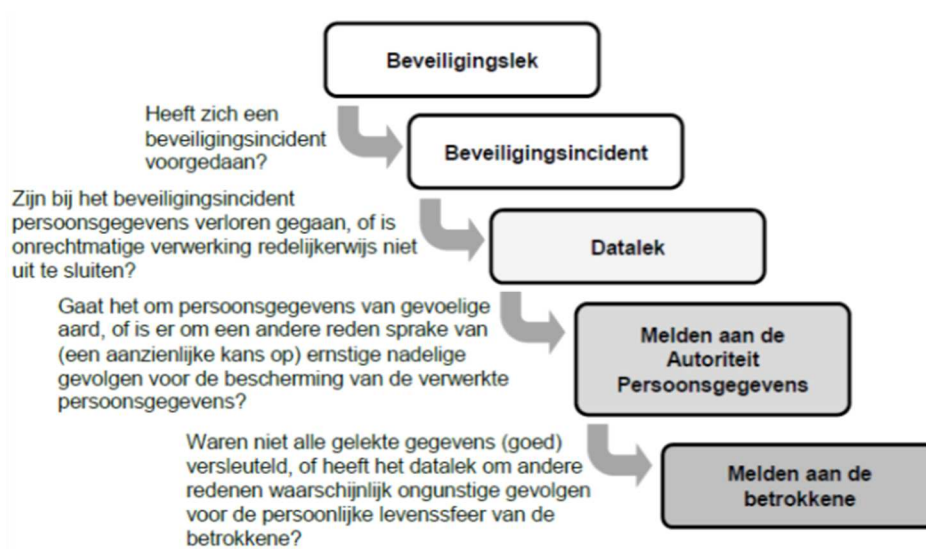 Beveiligingslek
Heeft zich een
beveiligingsincident
voorgedaan?
Beveiligingsincident
Zijn bij het beveiligingsincident
persoonsgegevens verloren gegaan, of is
onrechtmatige verwerking redelijkerwijs niet
uit te sluiten?
Datalek
Gaat het om persoonsgegevens van gevoelige
aard, of is er om een andere reden sprake van
(een aanzienlijke kans op) ernstige nadelige
gevolgen voor de bescherming van de verwerkte
persoonsgegevens?
Melden aan de
Autoriteit
Persoonsgegevens
Waren niet alle gelekte gegevens (goed)
versleuteld, of heeft het datalek om andere
redenen waarschijnlijk ongunstige gevolgen
voor de persoonlijke levenssfeer van de
betrokkene?
Melden aan de
betrokkene